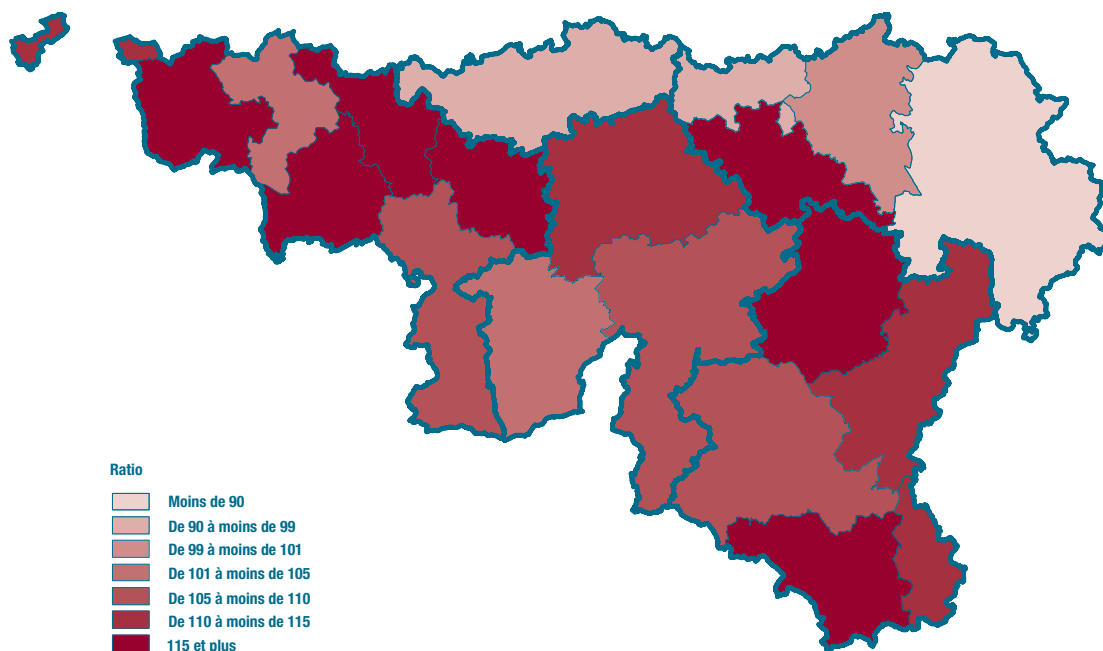 Ratio
Moins de 90
De 90 à moins de 99
De 99 à moins de 101
De 101 à moins de 105
De 105 à moins de 110
De 110 à moins de 115
115 et plus